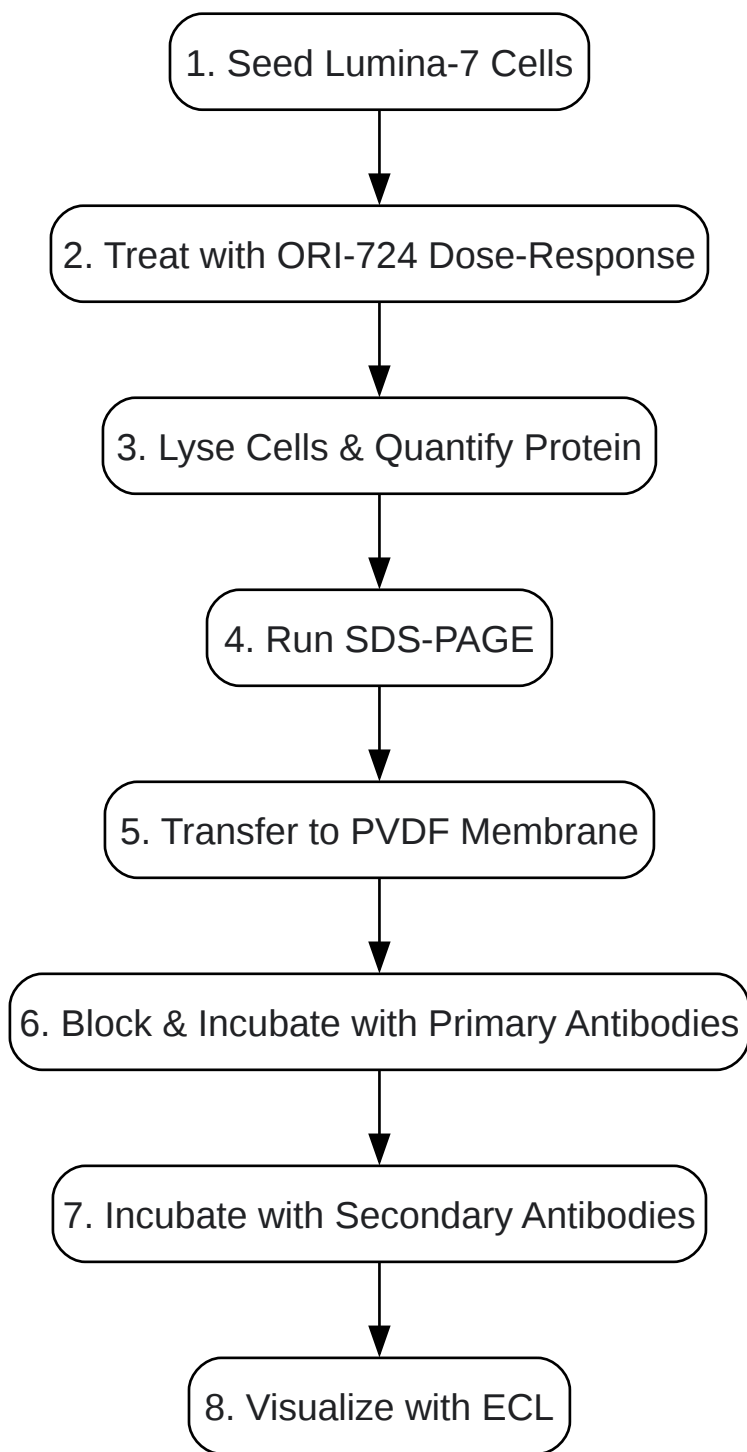 1. Seed Lumina-7 Cells
2. Treat with ORI-724 Dose-Response
3. Lyse Cells & Quantify Protein
4. Run SDS-PAGE
5. Transfer to PVDF Membrane
6. Block & Incubate with Primary Antibodies
7. Incubate with Secondary Antibodies
8. Visualize with ECL